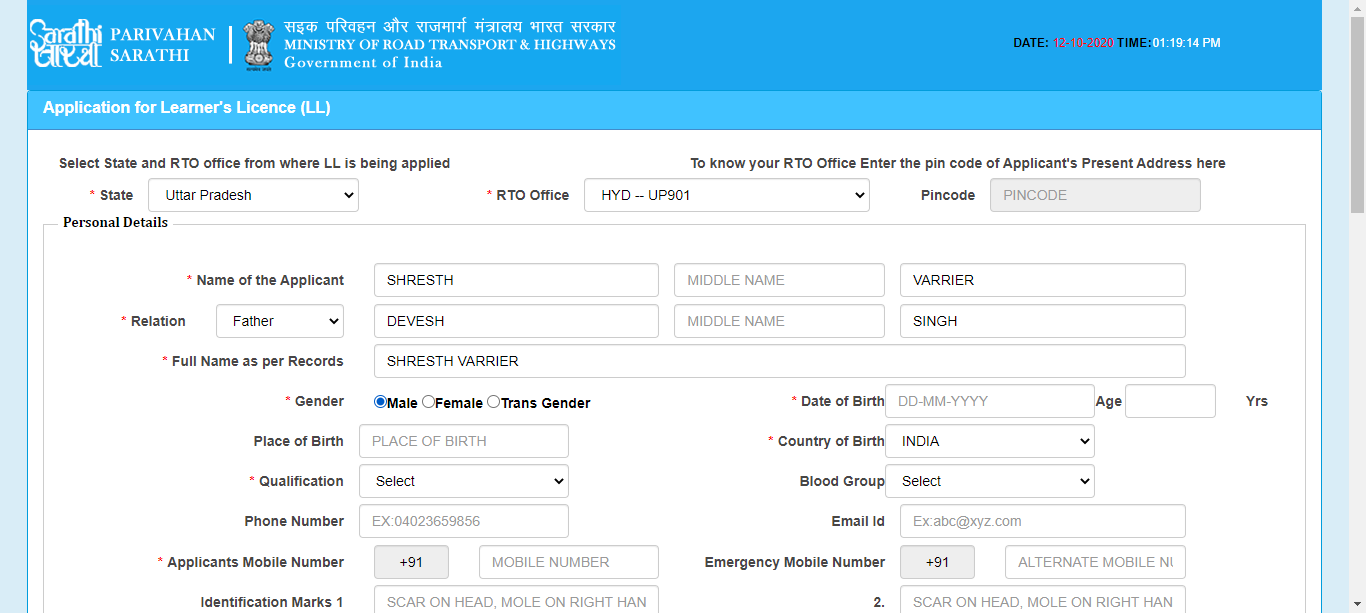 Sarathi
सारथी
PARIVAHAN
SARATHI
सड़क परिवहन और राजमार्ग मंत्रालय भारत सरकार
MINISTRY OF ROAD TRANSPORT & HIGHWAYS
Government of India
DATE: 12-10-2020 TIME:01:19:14 PM
Application for Learner's Licence (LL)
Select State and RTO office from where LL is being applied To know your RTO Office Enter the pin code of Applicant's Present Address here
* State Uttar Pradesh * RTO Office HYD -- UP901 Pincode PINCODE
Personal Details
* Name of the Applicant SHRESTH MIDDLE NAME VARRIER
* Relation Father DEVESH MIDDLE NAME SINGH
* Full Name as per Records SHRESTH VARRIER
* Gender Male Female Trans Gender * Date of Birth DD-MM-YYYY Age Yrs
Place of Birth PLACE OF BIRTH * Country of Birth INDIA
* Qualification Select Blood Group Select
Phone Number EX:04023659856 Email Id Ex:abc@xyz.com
* Applicants Mobile Number +91 MOBILE NUMBER Emergency Mobile Number +91 ALTERNATE MOBILE NU
Identification Marks 1 SCAR ON HEAD, MOLE ON RIGHT HAN 2. SCAR ON HEAD, MOLE ON RIGHT HAN